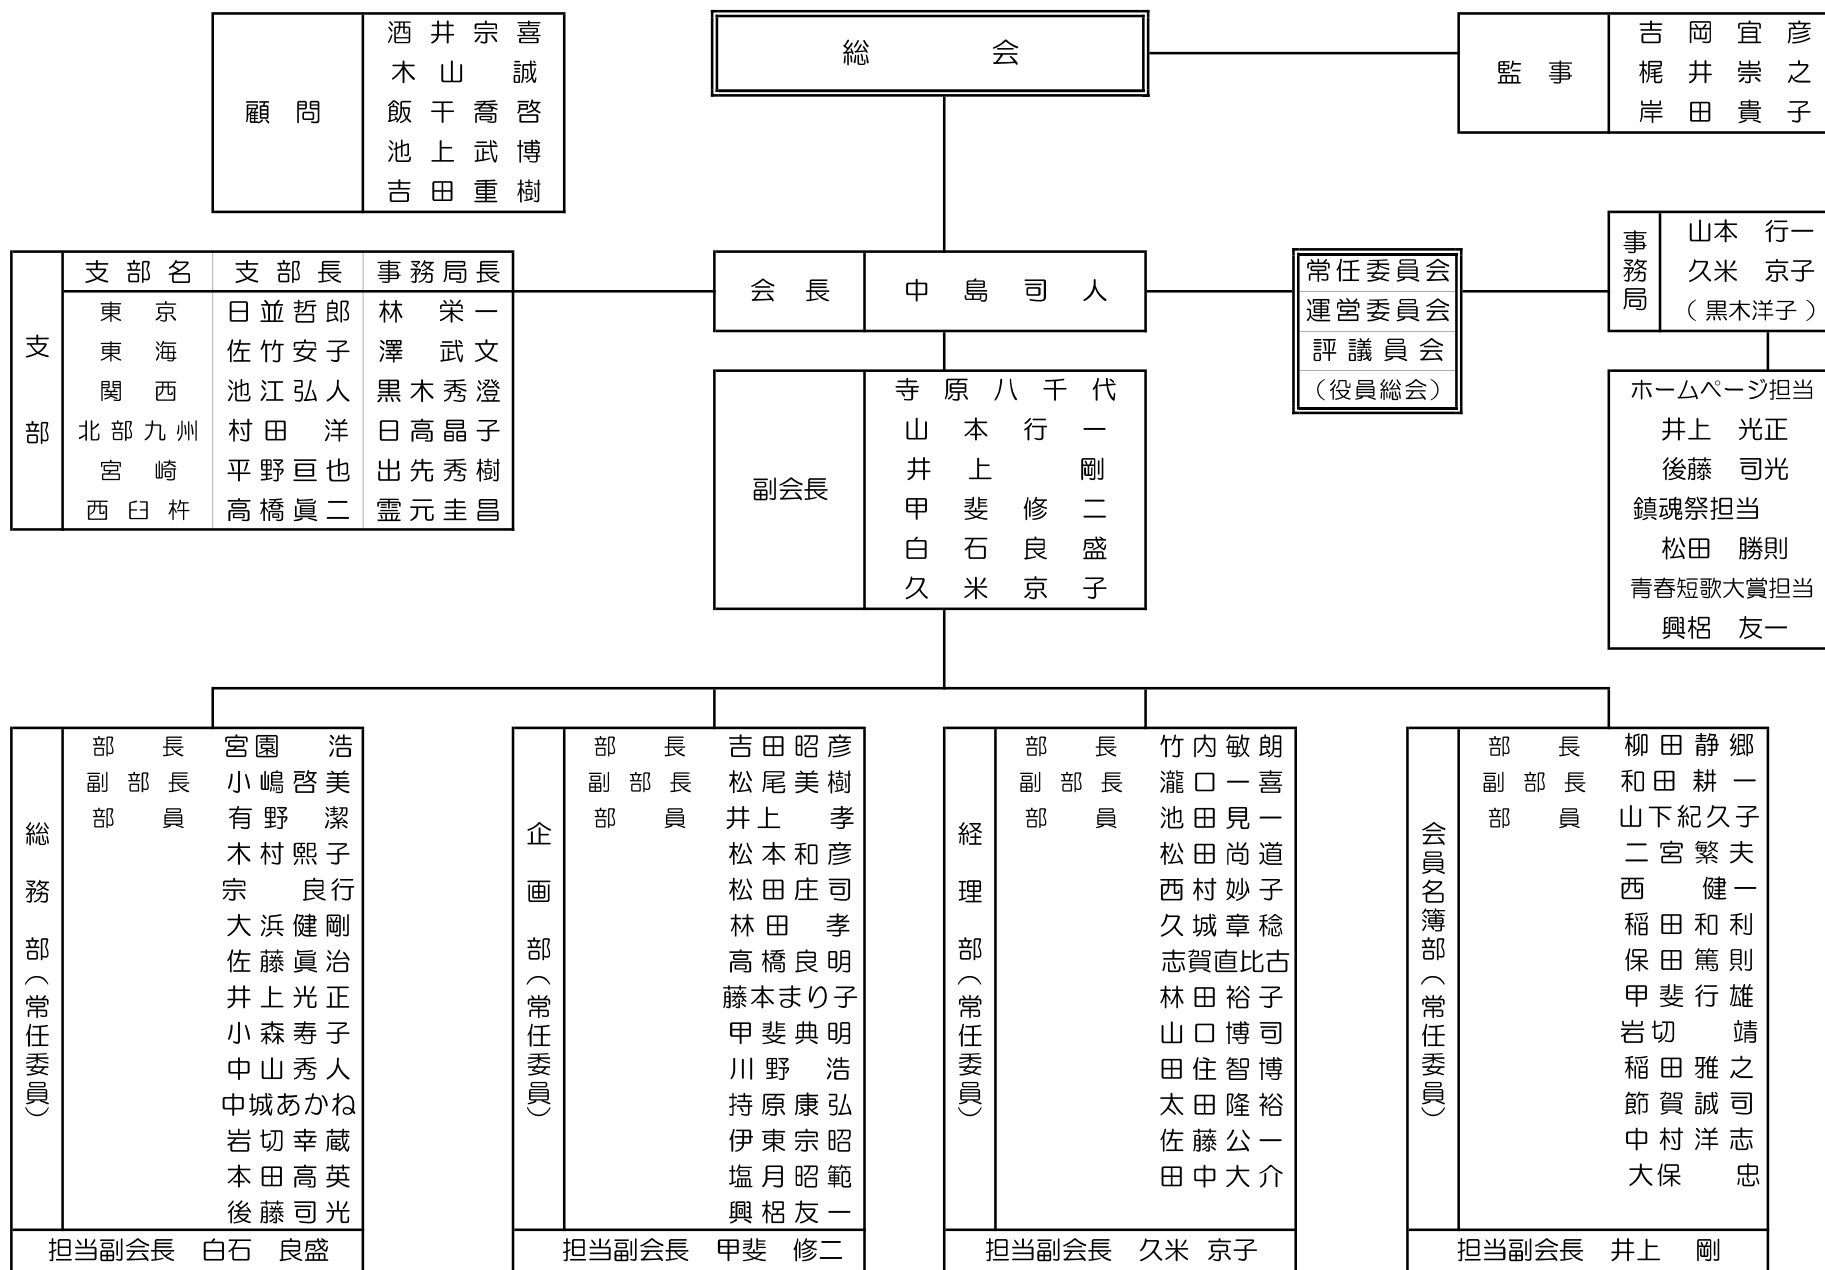 総会
顧問
酒井宗喜
木山 誠
飯干喬啓
池上武博
吉田重樹
監事
吉岡宜彦
梶井崇之
岸田貴子
支部
支部名 支部長 事務局長
東京 日並哲郎 林 栄一
東海 佐竹安子 澤 武文
関西 池江弘人 黒木秀澄
北部九州 村田 洋 日高晶子
宮崎 平野亘也 出先秀樹
西臼杵 高橋眞二 霊元圭昌
会長 中島司人
常任委員会
運営委員会
評議員会
（役員総会）
事務局
山本 行一
久米 京子
（黒木洋子）
副会長
寺原八千代
山本行一
井上 剛
甲斐修二
白石良盛
久米京子
ホームページ担当
井上 光正
後藤 司光
鎮魂祭担当
松田 勝則
青春短歌大賞担当
興梠 友一
総務部（常任委員）
部長 宮園 浩
副部長 小嶋啓美
部員 有野 潔
木村熙子
宗 良行
大浜健剛
佐藤眞治
井上光正
小森寿子
中山秀人
中城あかね
岩切幸蔵
本田高英
後藤司光
担当副会長 白石 良盛
企画部（常任委員）
部長 吉田昭彦
副部長 松尾美樹
部員 井上 孝
松本和彦
松田庄司
林田 孝
高橋良明
藤本まり子
甲斐典明
川野 浩
持原康弘
伊東宗昭
塩月昭範
興梠友一
担当副会長 甲斐 修二
経理部（常任委員）
部長 竹内敏朗
副部長 瀧口一喜
部員 池田見一
松田尚道
西村妙子
久城章稔
志賀直比古
林田裕子
山口博司
田住智博
太田隆裕
佐藤公一
田中大介
担当副会長 久米 京子
会員名簿部（常任委員）
部長 柳田静郷
副部長 和田耕一
部員 山下紀久子
二宮繁夫
西 健一
稲田和利
保田篤則
甲斐行雄
岩切 靖
稲田雅之
節賀誠司
中村洋志
大保 忠
担当副会長 井上 剛